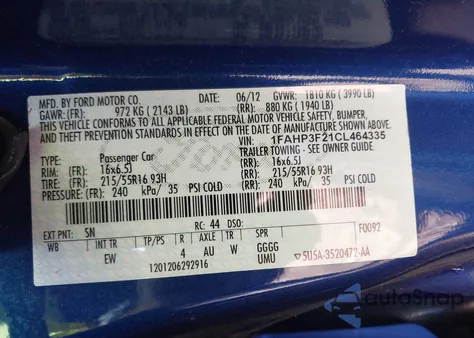 MFD. BY FORD MOTOR CO. DATE: 06/12 GVWR: 1810 KG ( 3990 LB)
GAWR: (FR): 972 KG ( 2143 LB) (RR): 880 KG ( 1940 LB)
THIS VEHICLE CONFORMS TO ALL APPLICABLE FEDERAL MOTOR VEHICLE SAFETY, BUMPER,
AND THEFT PREVENTION STANDARDS IN EFFECT ON THE DATE OF MANUFACTURE SHOWN ABOVE.
VIN: 1FAHP3F21CL464335
TYPE: Passenger Car TRAILER TOWING - SEE OWNER GUIDE
RIM: (FR): 16x6.5J (RR): 16x6.5J
TIRES: (FR): 215/55R16 93H (RR): 215/55R16 93H
PRESSURE: (FR): 240 kPa/ 35 PSI COLD (RR): 240 kPa/ 35 PSI COLD
EXT PNT: SN RC: 44 DSO: F0092
WB INT TR TP/PS R AXLE TR SPR
EW 4 AU W GGGG
1201206292916 UMU ▽ 5U5A-3520472-AA
AutoSnap